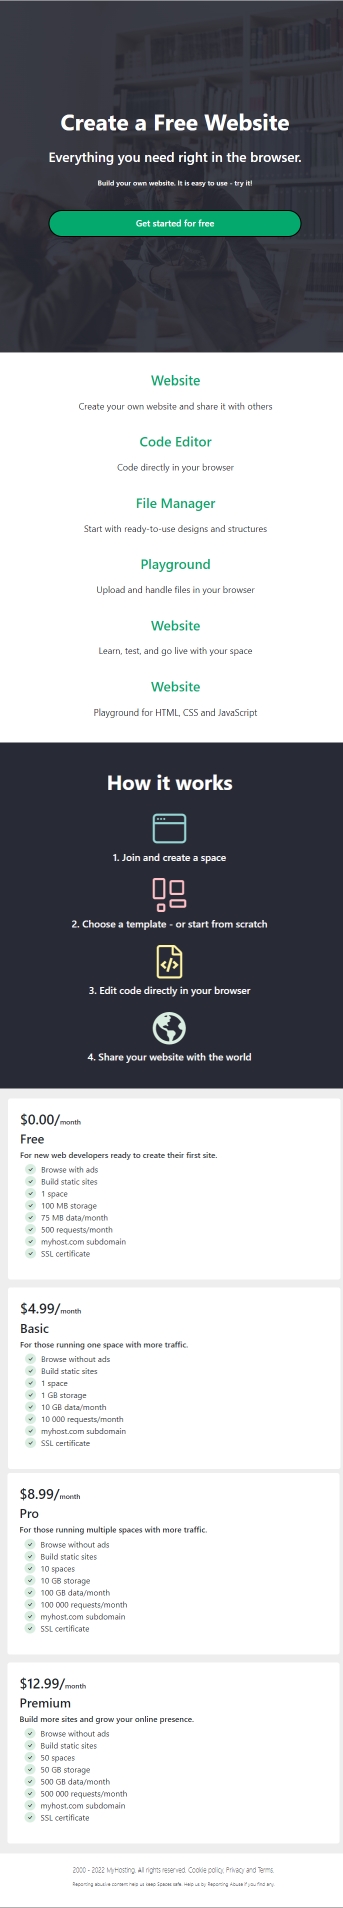 Create a Free Website
Everything you need right in the browser.
Build your own website. It is easy to use - try it!
Get started for free
Website
Create your own website and share it with others
Code Editor
Code directly in your browser
File Manager
Start with ready-to-use designs and structures
Playground
Upload and handle files in your browser
Website
Learn, test, and go live with your space
Website
Playground for HTML, CSS and JavaScript
How it works
1. Join and create a space
2. Choose a template - or start from scratch
3. Edit code directly in your browser
4. Share your website with the world
$0.00/month
Free
For new web developers ready to create their first site.
Browse with ads
Build static sites
1 space
100 MB storage
75 MB data/month
500 requests/month
myhost.com subdomain
SSL certificate
$4.99/month
Basic
For those running one space with more traffic.
Browse without ads
Build static sites
1 space
1 GB storage
10 GB data/month
10 000 requests/month
myhost.com subdomain
SSL certificate
$8.99/month
Pro
For those running multiple spaces with more traffic.
Browse without ads
Build static sites
10 spaces
10 GB storage
100 GB data/month
100 000 requests/month
myhost.com subdomain
SSL certificate
$12.99/month
Premium
Build more sites and grow your online presence.
Browse without ads
Build static sites
50 spaces
50 GB storage
500 GB data/month
500 000 requests/month
myhost.com subdomain
SSL certificate
2000 - 2022 MyHosting. All rights reserved. Cookie policy, Privacy and Terms.
Reporting abusive content help us keep Spaces safe. Help us by Reporting Abuse if you find any.